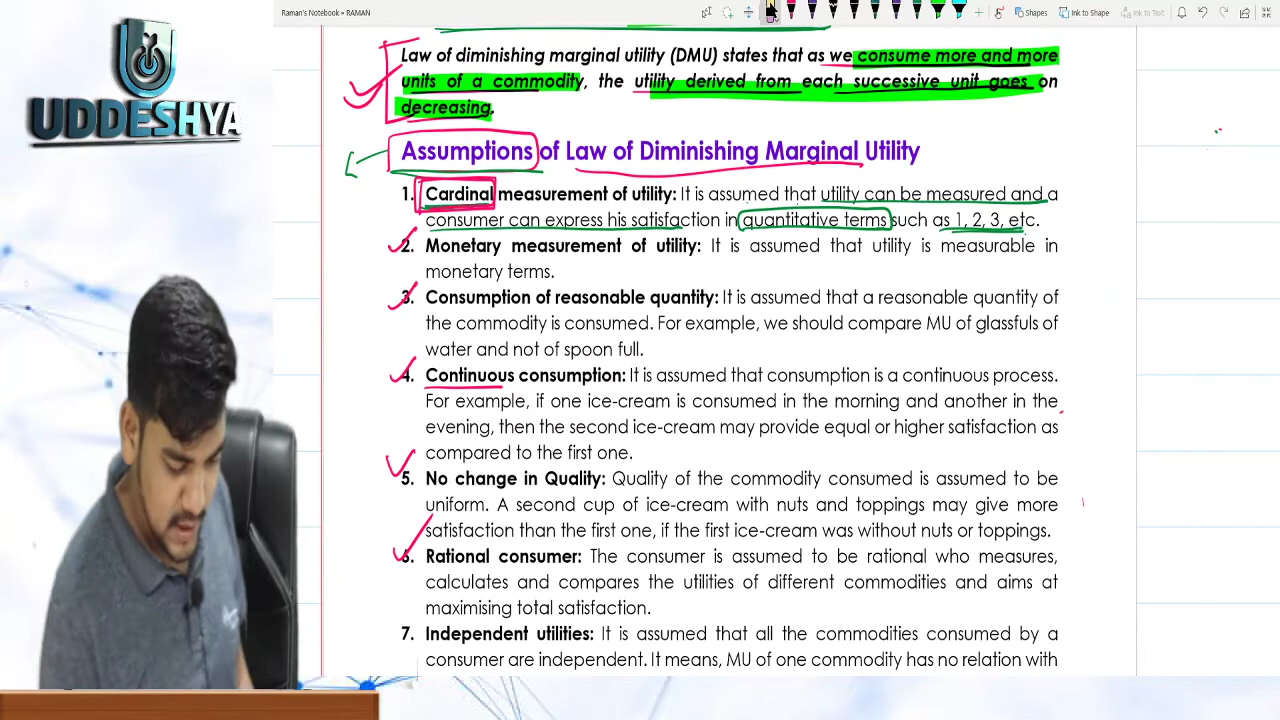 Raman's Notebook » RAMAN
Shapes
Ink to Shape
Ink to Text
UDDESHYA
Law of diminishing marginal utility (DMU) states that as we consume more and more
units of a commodity, the utility derived from each successive unit goes on
decreasing.
Assumptions of Law of Diminishing Marginal Utility
1. Cardinal measurement of utility: It is assumed that utility can be measured and a
consumer can express his satisfaction in quantitative terms such as 1, 2, 3, etc.
2. Monetary measurement of utility: It is assumed that utility is measurable in
monetary terms.
3. Consumption of reasonable quantity: It is assumed that a reasonable quantity of
the commodity is consumed. For example, we should compare MU of glassfuls of
water and not of spoon full.
4. Continuous consumption: It is assumed that consumption is a continuous process.
For example, if one ice-cream is consumed in the morning and another in the
evening, then the second ice-cream may provide equal or higher satisfaction as
compared to the first one.
5. No change in Quality: Quality of the commodity consumed is assumed to be
uniform. A second cup of ice-cream with nuts and toppings may give more
satisfaction than the first one, if the first ice-cream was without nuts or toppings.
6. Rational consumer: The consumer is assumed to be rational who measures,
calculates and compares the utilities of different commodities and aims at
maximising total satisfaction.
7. Independent utilities: It is assumed that all the commodities consumed by a
consumer are independent. It means, MU of one commodity has no relation with